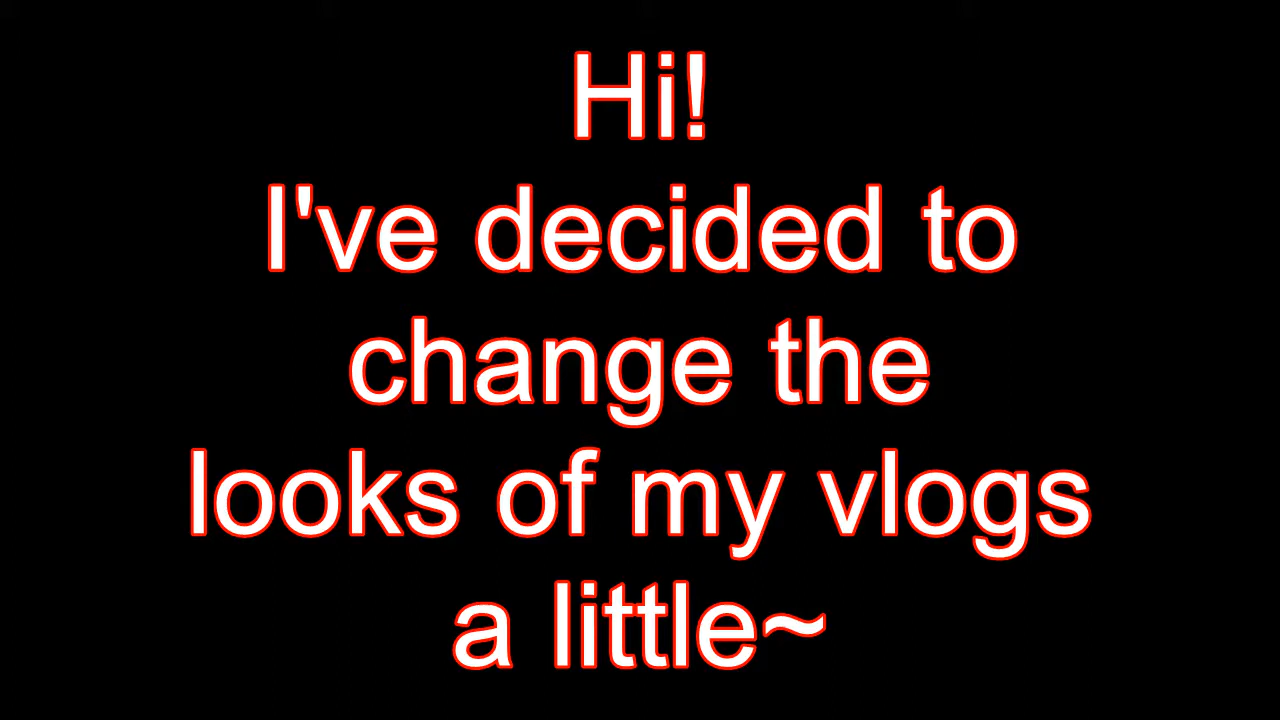 Hi!
I've decided to
change the
looks of my vlogs
a little~